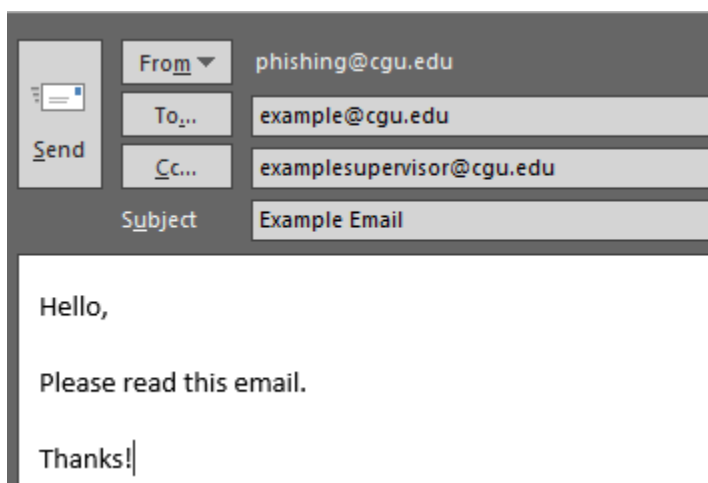 From phishing@cgu.edu
To... example@cgu.edu
Send
Cc... examplesupervisor@cgu.edu
Subject Example Email
Hello,
Please read this email.
Thanks!